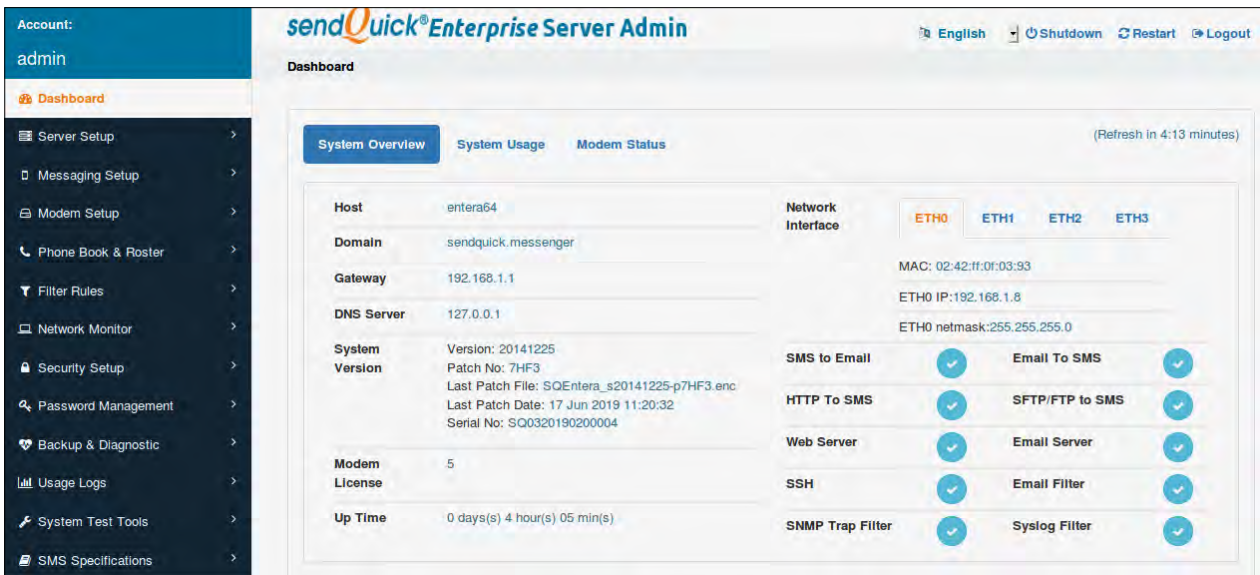 Account:
admin
Dashboard
Server Setup
Messaging Setup
Modem Setup
Phone Book & Roster
Filter Rules
Network Monitor
Security Setup
Password Management
Backup & Diagnostic
Usage Logs
System Test Tools
SMS Specifications
sendQuick®Enterprise Server Admin
English Shutdown Restart Logout
Dashboard
System Overview System Usage Modem Status
(Refresh in 4:13 minutes)
Host entera64
Domain sendquick.messenger
Gateway 192.168.1.1
DNS Server 127.0.0.1
System Version
Version: 20141225
Patch No: 7HF3
Last Patch File: SQEntera_s20141225-p7HF3.enc
Last Patch Date: 17 Jun 2019 11:20:32
Serial No: SQ0320190200004
Modem License 5
Up Time 0 days(s) 4 hour(s) 05 min(s)
Network Interface
ETH0 ETH1 ETH2 ETH3
MAC: 02:42:ff:0f:03:93
ETH0 IP:192.168.1.8
ETH0 netmask:255.255.255.0
SMS to Email Email To SMS
HTTP To SMS SFTP/FTP to SMS
Web Server Email Server
SSH Email Filter
SNMP Trap Filter Syslog Filter